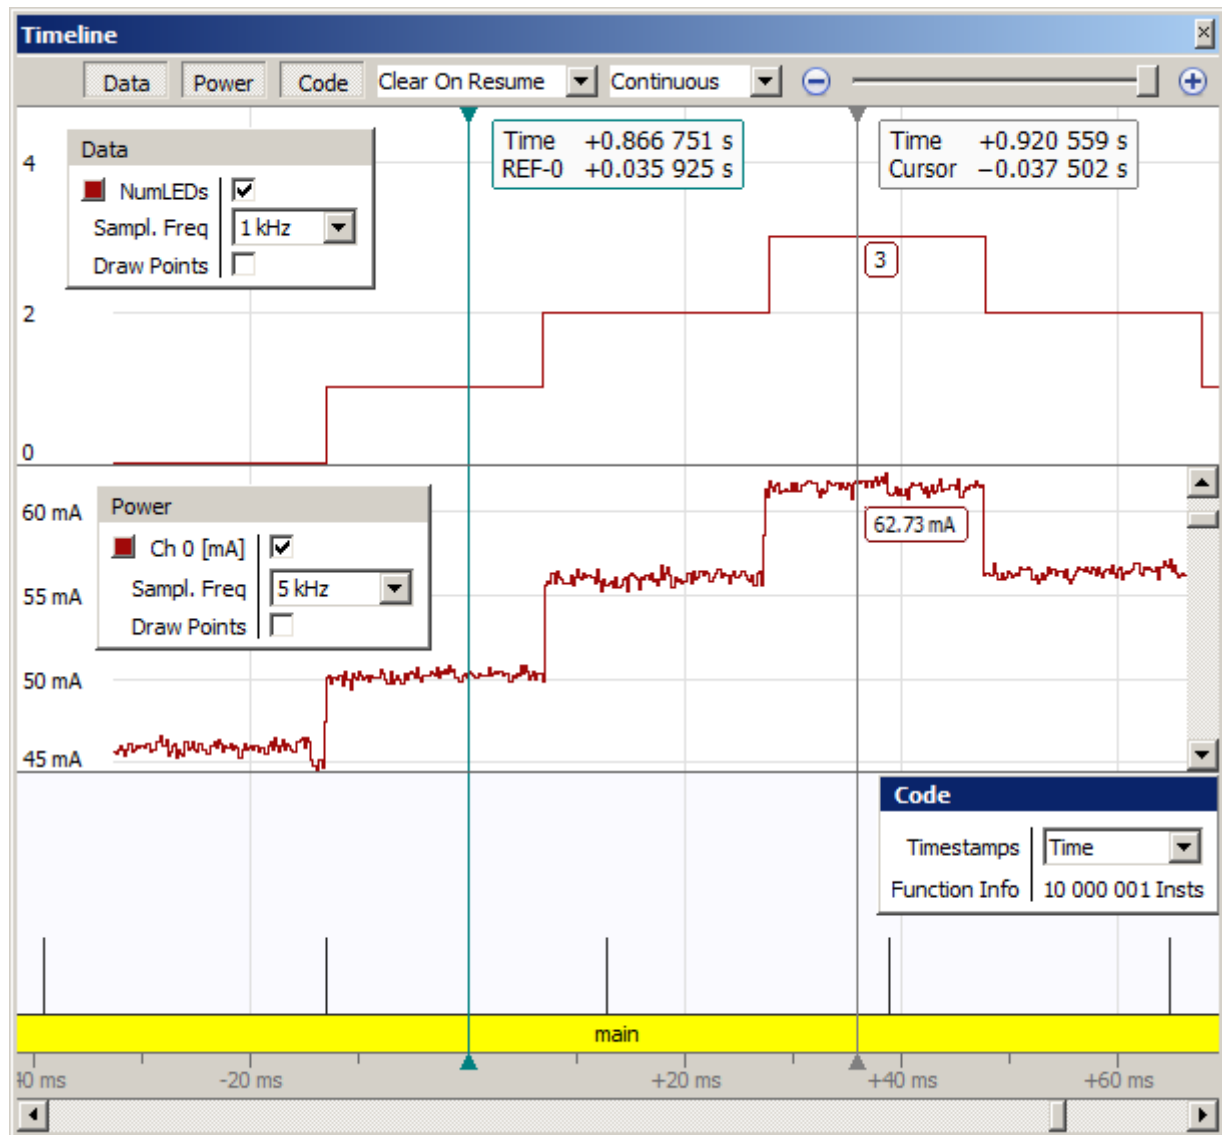 Timeline
Data Power Code Clear On Resume Continuous
Time +0.866 751 s
REF-0 +0.035 925 s
Time +0.920 559 s
Cursor −0.037 502 s
Data
NumLEDs
Sampl. Freq 1 kHz
Draw Points
4
2
0
3
Power
Ch 0 [mA]
Sampl. Freq 5 kHz
Draw Points
60 mA
55 mA
50 mA
45 mA
62.73 mA
Code
Timestamps Time
Function Info 10 000 001 Insts
main
40 ms -20 ms +20 ms +40 ms +60 ms